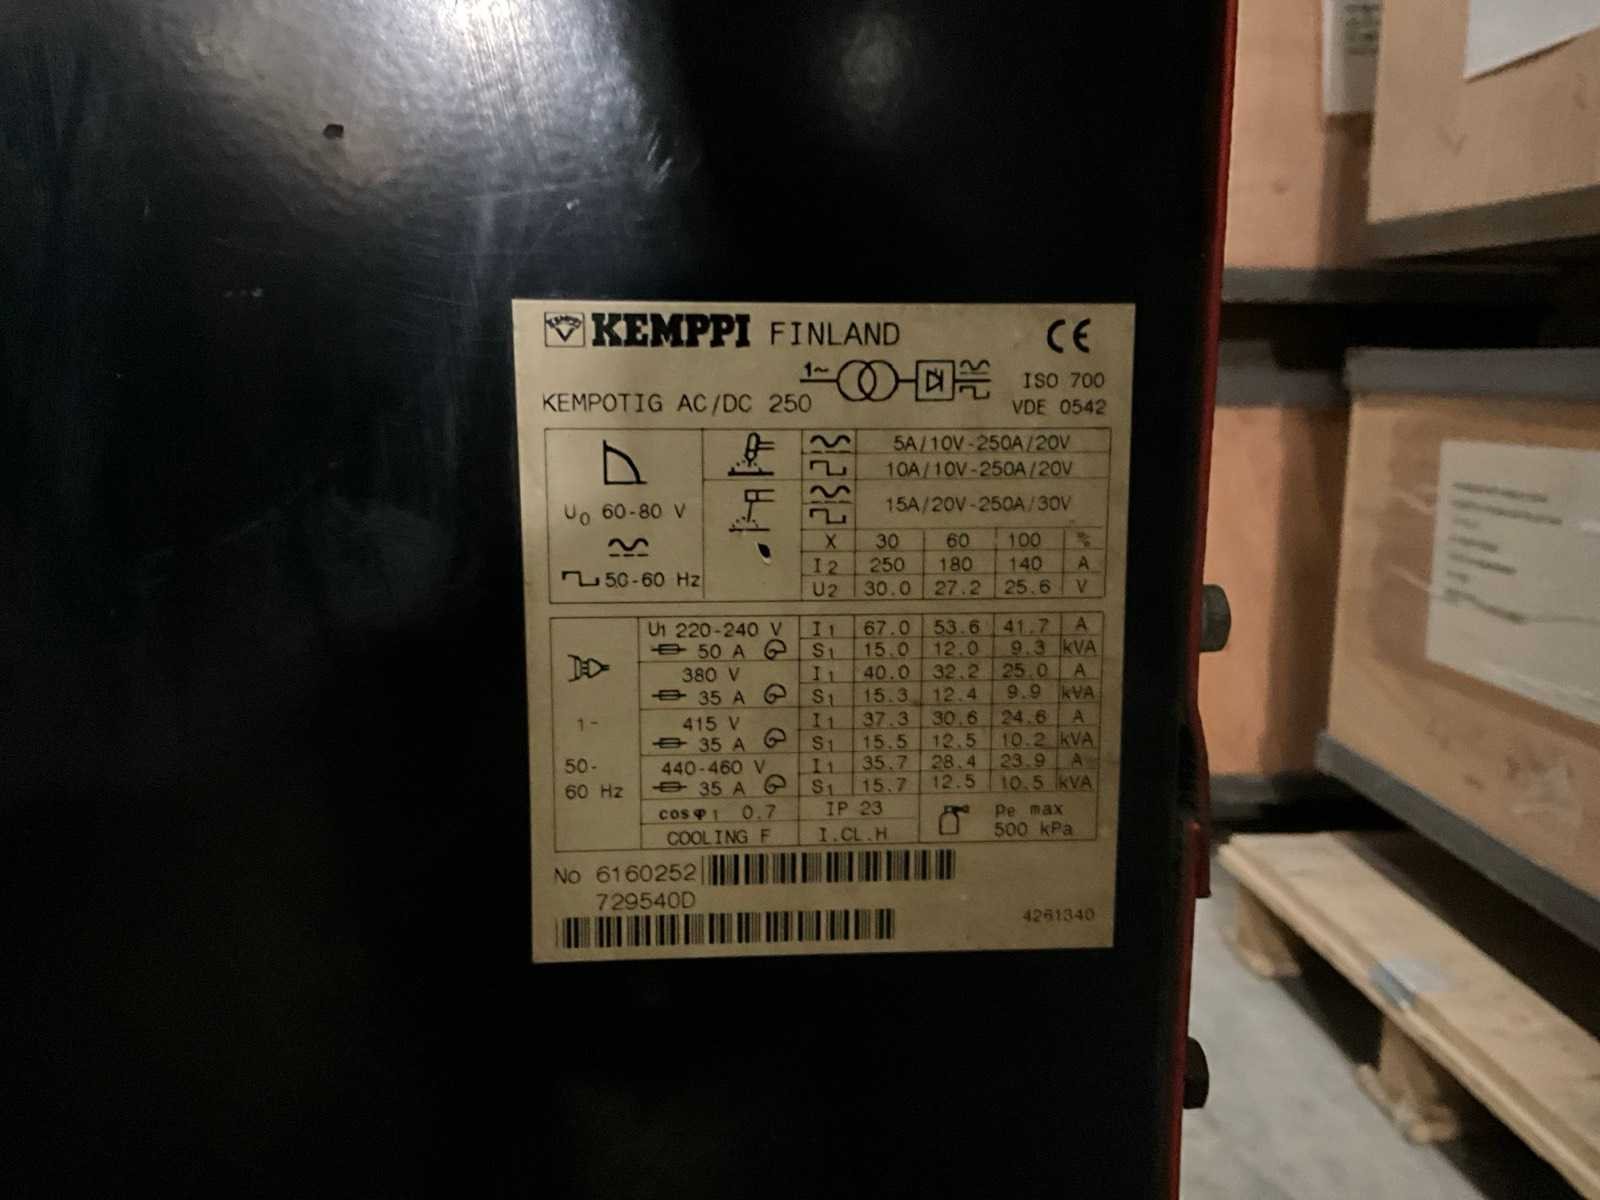 KEMPPI FINLAND CE
1~
KEMPOTIG AC/DC 250
ISO 700
VDE 0542
5A/10V-250A/20V
10A/10V-250A/20V
U0 60-80 V
15A/20V-250A/30V
50-60 Hz
X 30 60 100 %
I2 250 180 140 A
U2 30.0 27.2 25.6 V
U1 220-240 V I1 67.0 53.6 41.7 A
50 A S1 15.0 12.0 9.3 kVA
380 V I1 40.0 32.2 25.0 A
35 A S1 15.3 12.4 9.9 kVA
1~ 415 V I1 37.3 30.6 24.6 A
35 A S1 15.5 12.5 10.2 kVA
50- 440-460 V I1 35.7 28.4 23.9 A
60 Hz 35 A S1 15.7 12.5 10.5 kVA
cosφ1 0.7 IP 23 Pe max
COOLING F I.CL.H 500 kPa
No 6160252
729540D
4261340